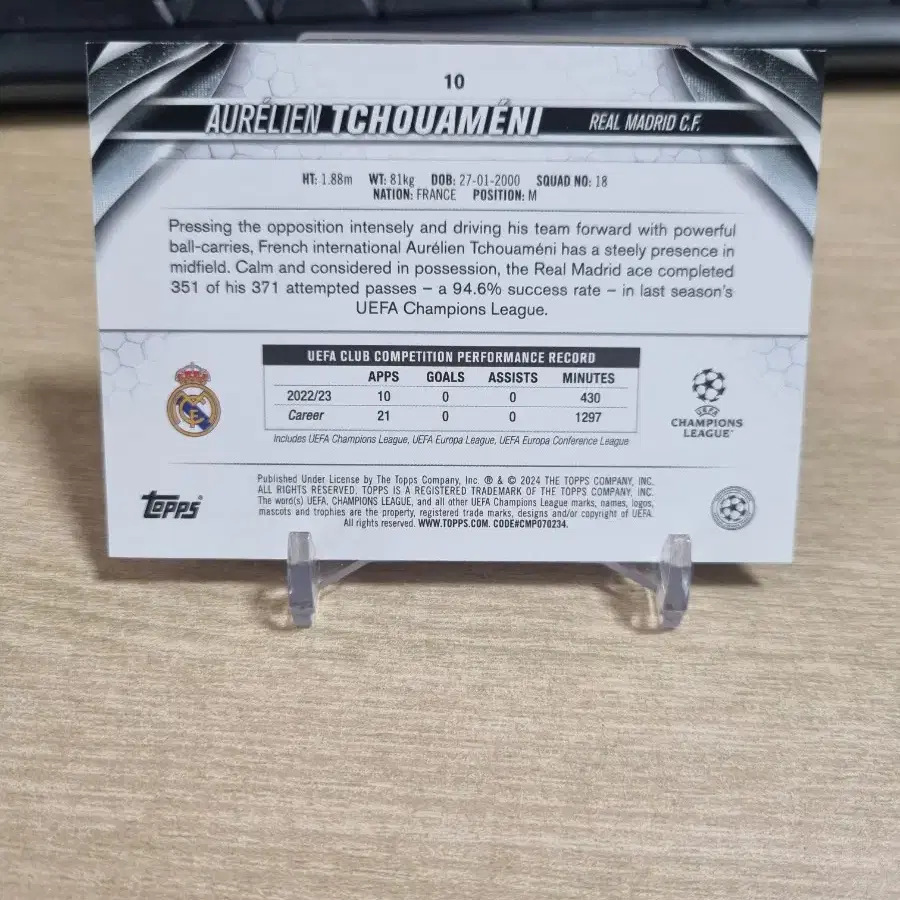 10
AURÉLIEN TCHOUAMÉNI REAL MADRID C.F.
HT: 1.88m WT: 81kg DOB: 27-01-2000 SQUAD NO: 18
NATION: FRANCE POSITION: M
Pressing the opposition intensely and driving his team forward with powerful
ball-carries, French international Aurélien Tchouaméni has a steely presence in
midfield. Calm and considered in possession, the Real Madrid ace completed
351 of his 371 attempted passes – a 94.6% success rate – in last season's
UEFA Champions League.
UEFA CLUB COMPETITION PERFORMANCE RECORD
APPS GOALS ASSISTS MINUTES
2022/23 10 0 0 430
Career 21 0 0 1297
Includes UEFA Champions League, UEFA Europa League, UEFA Europa Conference League
UEFA
CHAMPIONS
LEAGUE
Topps
Published Under License by The Topps Company, Inc. ® & © 2024 THE TOPPS COMPANY, INC.
ALL RIGHTS RESERVED. TOPPS IS A REGISTERED TRADEMARK OF THE TOPPS COMPANY, INC.
The word(s) UEFA, CHAMPIONS LEAGUE, and all other UEFA Champions League marks, names, logos,
mascots and trophies are the property, registered trade marks, designs and/or copyright of UEFA.
All rights reserved. WWW.TOPPS.COM. CODE#CMP070234.